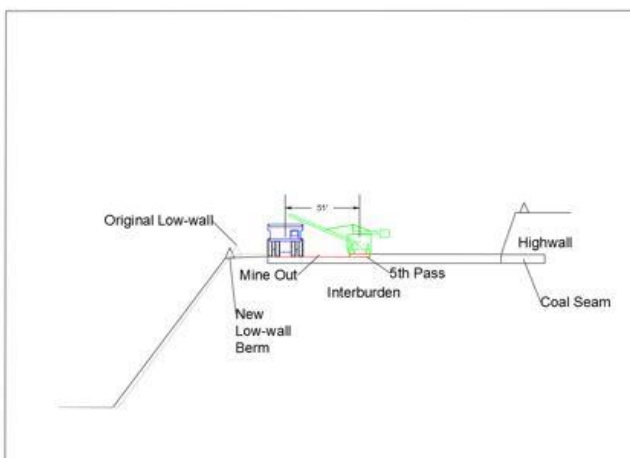 51'
Original Low-wall
Highwall
Mine Out
5th Pass
Interburden
Coal Seam
New
Low-wall
Berm